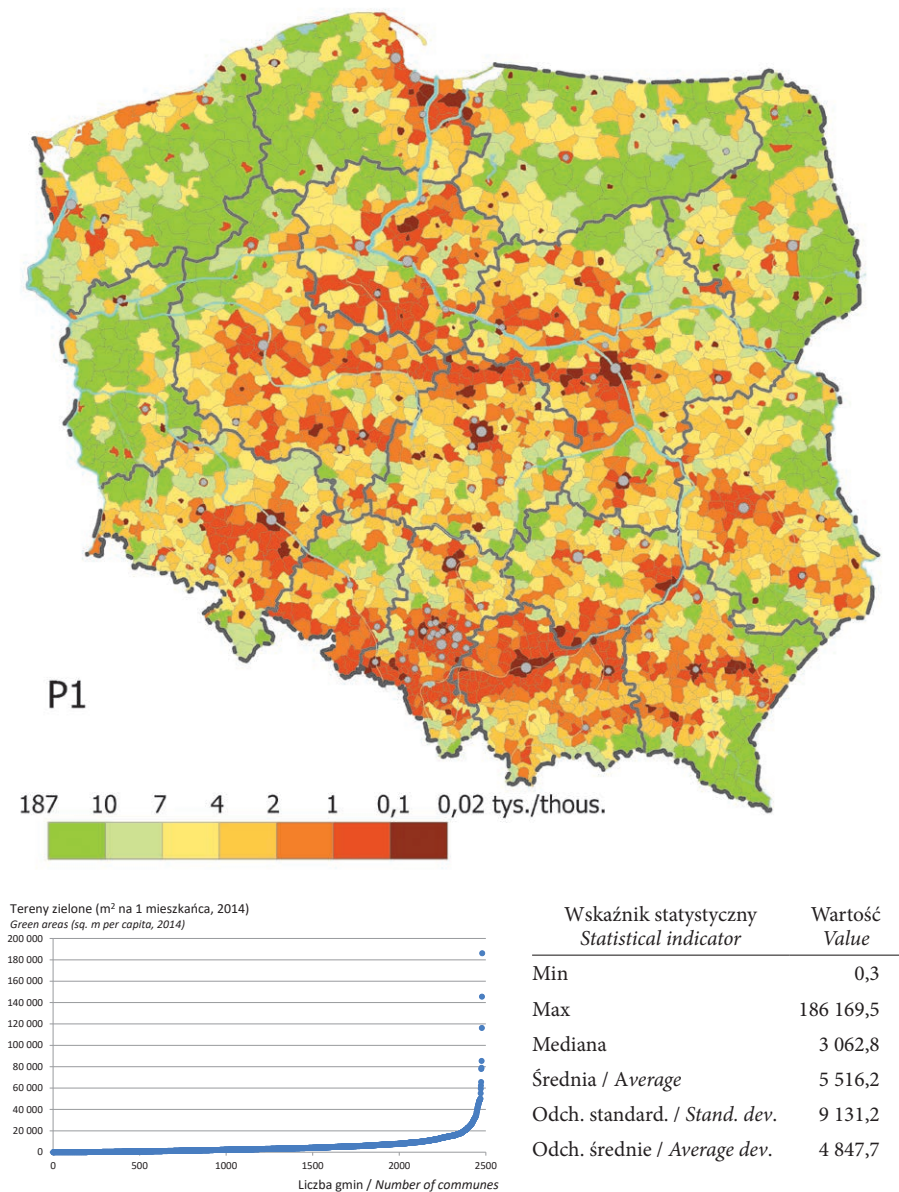 P1
187 10 7 4 2 1 0,1 0,02 tys./thous.
Tereny zielone (m² na 1 mieszkańca, 2014)
Green areas (sq. m per capita, 2014)
200 000
180 000
160 000
140 000
120 000
100 000
80 000
60 000
40 000
20 000
0
0 500 1000 1500 2000 2500
Liczba gmin / Number of communes
Wskaźnik statystyczny Wartość
Statistical indicator Value
Min 0,3
Max 186 169,5
Mediana 3 062,8
Średnia / Average 5 516,2
Odch. standard. / Stand. dev. 9 131,2
Odch. średnie / Average dev. 4 847,7